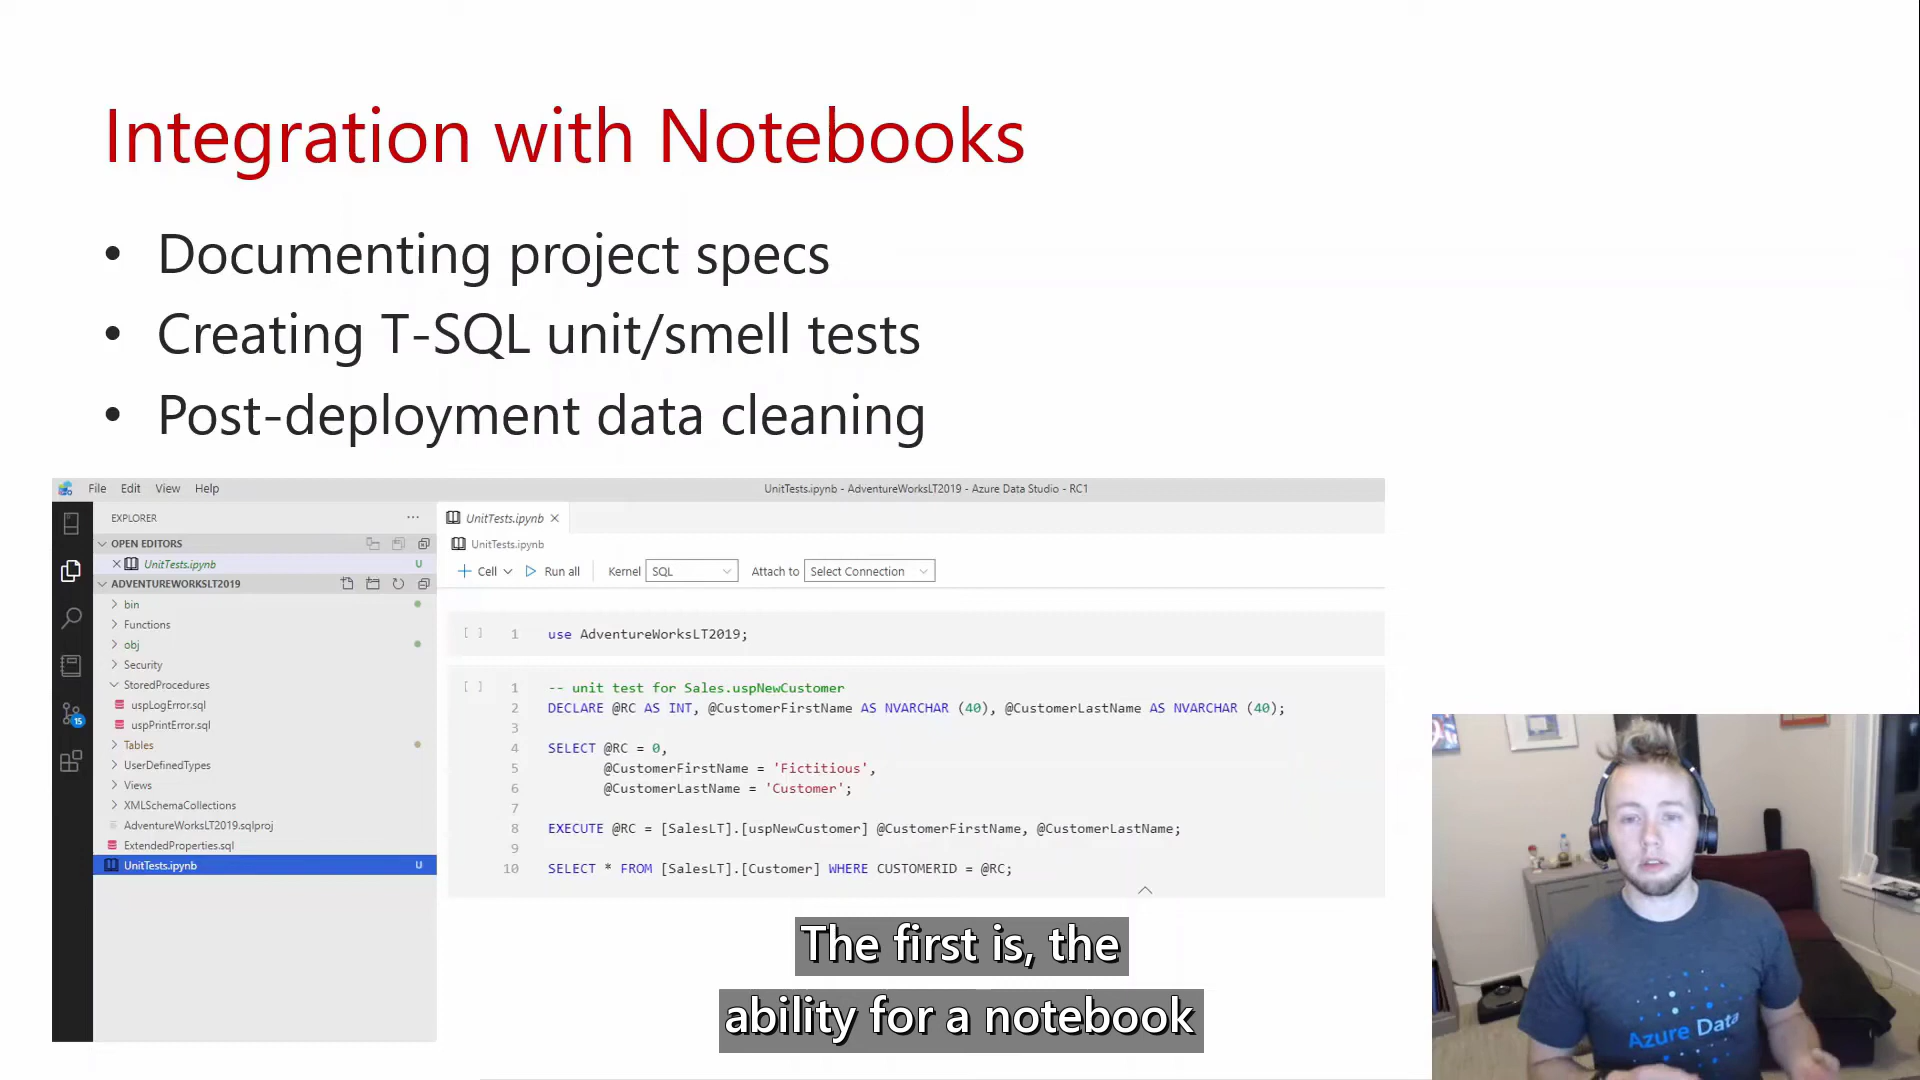 Integration with Notebooks
• Documenting project specs
• Creating T-SQL unit/smell tests
• Post-deployment data cleaning
File Edit View Help
UnitTests.ipynb - AdventureWorksLT2019 - Azure Data Studio - RC1
EXPLORER
OPEN EDITORS
UnitTests.ipynb U
ADVENTUREWORKSLT2019
bin
Functions
obj
Security
StoredProcedures
uspLogError.sql
uspPrintError.sql
15
Tables
UserDefinedTypes
Views
XMLSchemaCollections
AdventureWorksLT2019.sqlproj
ExtendedProperties.sql
UnitTests.ipynb U
UnitTests.ipynb
UnitTests.ipynb
Cell Run all Kernel SQL Attach to Select Connection
[ ] 1 use AdventureWorksLT2019;
[ ] 1 -- unit test for Sales.uspNewCustomer
2 DECLARE @RC AS INT, @CustomerFirstName AS NVARCHAR (40), @CustomerLastName AS NVARCHAR (40);
3
4 SELECT @RC = 0,
5 @CustomerFirstName = 'Fictitious',
6 @CustomerLastName = 'Customer';
7
8 EXECUTE @RC = [SalesLT].[uspNewCustomer] @CustomerFirstName, @CustomerLastName;
9
10 SELECT * FROM [SalesLT].[Customer] WHERE CUSTOMERID = @RC;
The first is, the
ability for a notebook
Azure Data